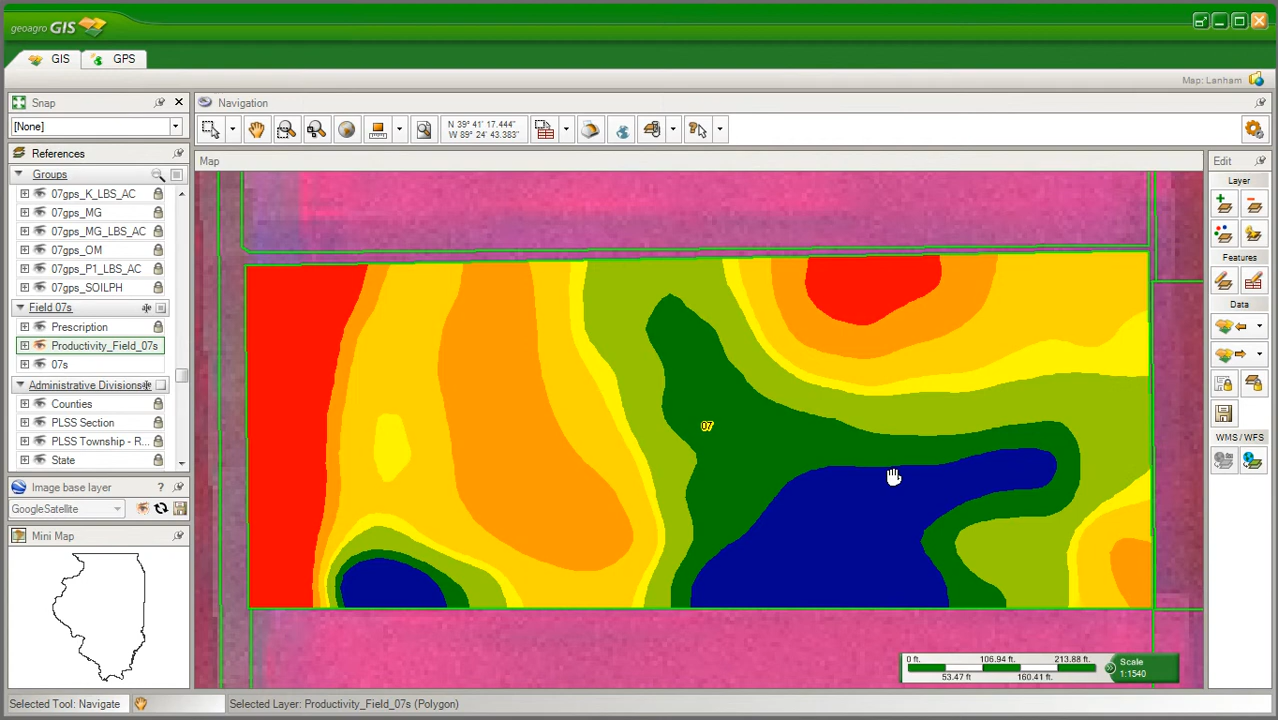 geoagro GIS
GIS
GPS
Map: Lanham
Snap
[None]
References
Groups
07gps_K_LBS_AC
07gps_MG
07gps_MG_LBS_AC
07gps_OM
07gps_P1_LBS_AC
07gps_SOILPH
Field 07s
Prescription
Productivity_Field_07s
07s
Administrative Divisions
Counties
PLSS Section
PLSS Township - R...
State
Image base layer
?
GoogleSatellite
Mini Map
Navigation
N 39° 41' 17.444"
W 89° 24' 43.383"
Map
07
0 ft.
106.94 ft.
213.88 ft.
53.47 ft
160.41 ft.
Scale
1:1540
Edit
Layer
Features
Data
WMS / WFS
Selected Tool: Navigate
Selected Layer: Productivity_Field_07s (Polygon)